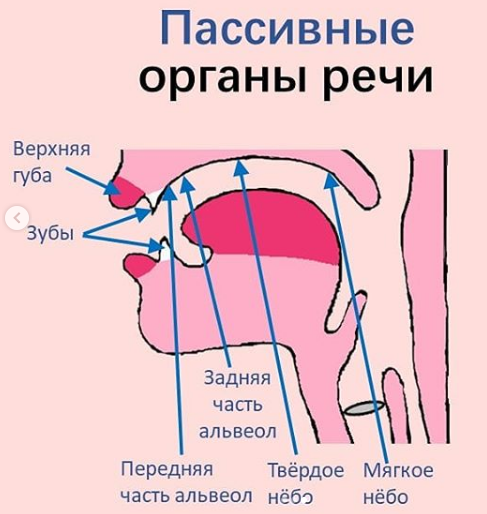 Пассивные
органы речи
Верхняя
губа
Зубы
Задняя
часть
альвеол
Передняя
часть альвеол
Твёрдое
нёбо
Мягкое
нёбо